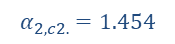 α₂,c₂. = 1.454